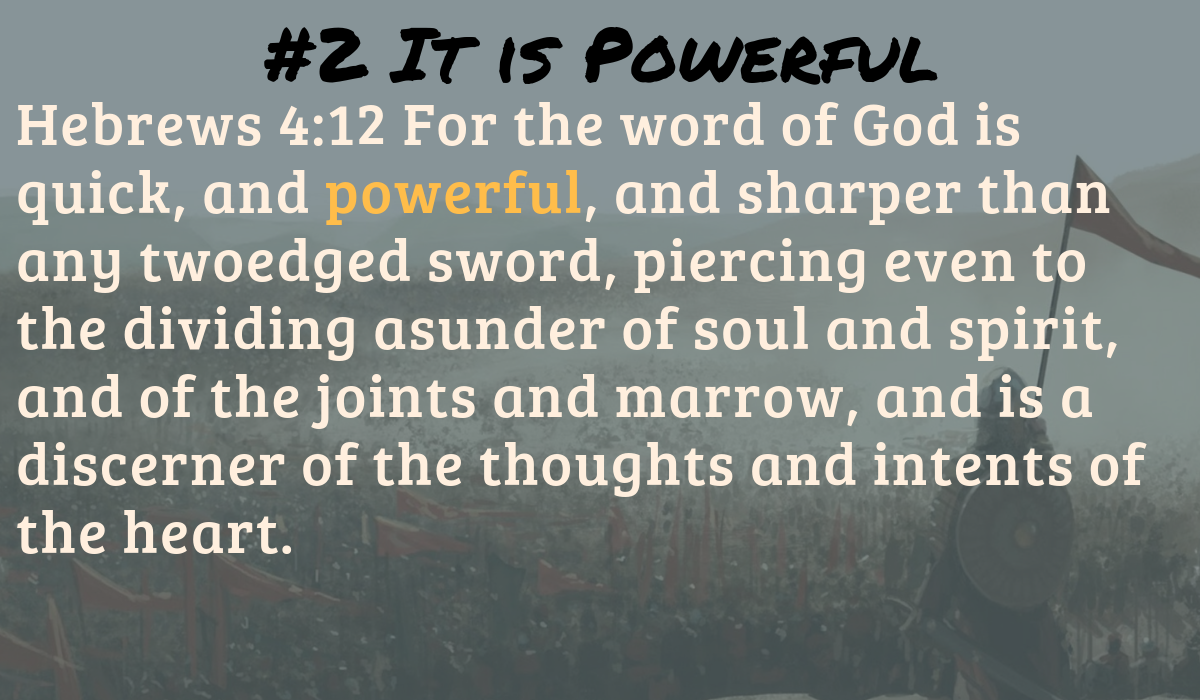 #2 It is Powerful
Hebrews 4:12 For the word of God is
quick, and powerful, and sharper than
any twoedged sword, piercing even to
the dividing asunder of soul and spirit,
and of the joints and marrow, and is a
discerner of the thoughts and intents of
the heart.